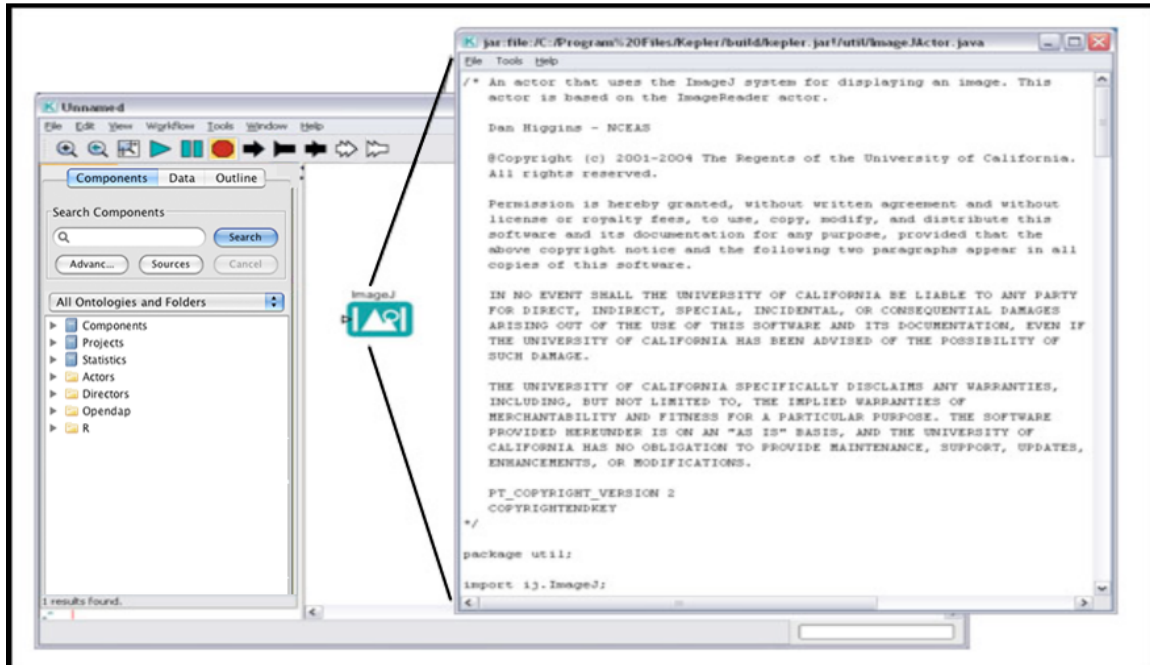 Unnamed
File Edit View Workflow Tools Window Help
Components Data Outline
Search Components
Search
Advanc... Sources Cancel
All Ontologies and Folders
Components
Projects
Statistics
Actors
Directors
Opendap
R
1 results found.
ImageJ
jar:file:/C:/Program%20Files/Kepler/build/kepler.jar!/util/ImageJActor.java
File Tools Help
/* An actor that uses the ImageJ system for displaying an image. This
actor is based on the ImageReader actor.
Dan Higgins - NCEAS
@Copyright (c) 2001-2004 The Regents of the University of California.
All rights reserved.
Permission is hereby granted, without written agreement and without
license or royalty fees, to use, copy, modify, and distribute this
software and its documentation for any purpose, provided that the
above copyright notice and the following two paragraphs appear in all
copies of this software.
IN NO EVENT SHALL THE UNIVERSITY OF CALIFORNIA BE LIABLE TO ANY PARTY
FOR DIRECT, INDIRECT, SPECIAL, INCIDENTAL, OR CONSEQUENTIAL DAMAGES
ARISING OUT OF THE USE OF THIS SOFTWARE AND ITS DOCUMENTATION, EVEN IF
THE UNIVERSITY OF CALIFORNIA HAS BEEN ADVISED OF THE POSSIBILITY OF
SUCH DAMAGE.
THE UNIVERSITY OF CALIFORNIA SPECIFICALLY DISCLAIMS ANY WARRANTIES,
INCLUDING, BUT NOT LIMITED TO, THE IMPLIED WARRANTIES OF
MERCHANTABILITY AND FITNESS FOR A PARTICULAR PURPOSE. THE SOFTWARE
PROVIDED HEREUNDER IS ON AN "AS IS" BASIS, AND THE UNIVERSITY OF
CALIFORNIA HAS NO OBLIGATION TO PROVIDE MAINTENANCE, SUPPORT, UPDATES,
ENHANCEMENTS, OR MODIFICATIONS.
PT_COPYRIGHT_VERSION 2
COPYRIGHTENDKEY
*/
package util;
import ij.ImageJ;